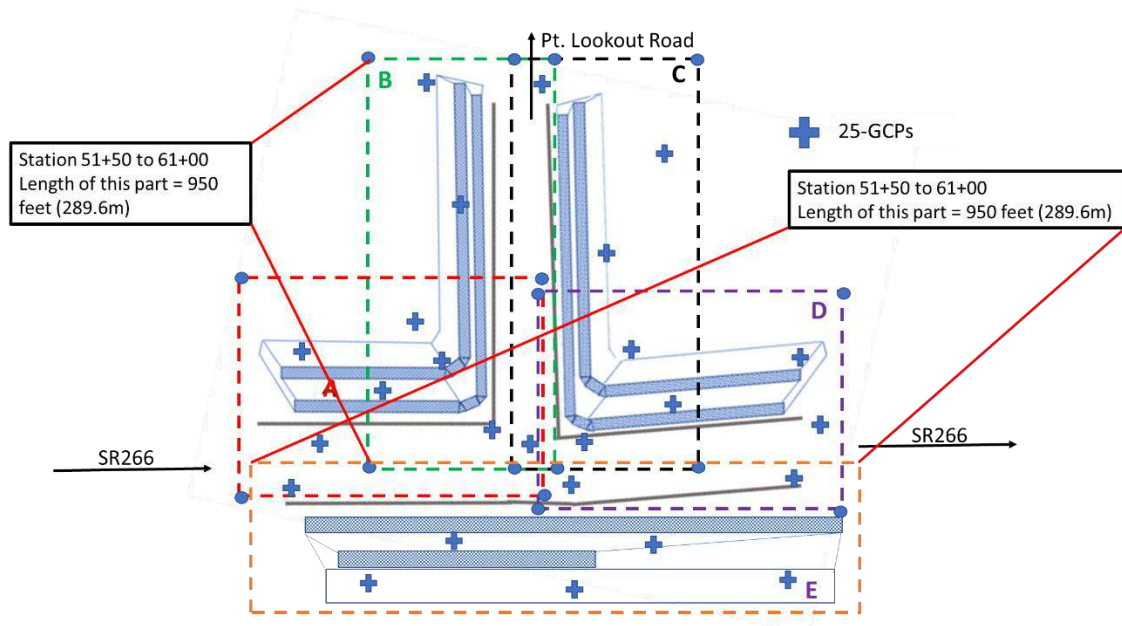 Pt. Lookout Road
B
C
25-GCPs
Station 51+50 to 61+00
Length of this part = 950
feet (289.6m)
Station 51+50 to 61+00
Length of this part = 950 feet (289.6m)
D
A
SR266
SR266
E